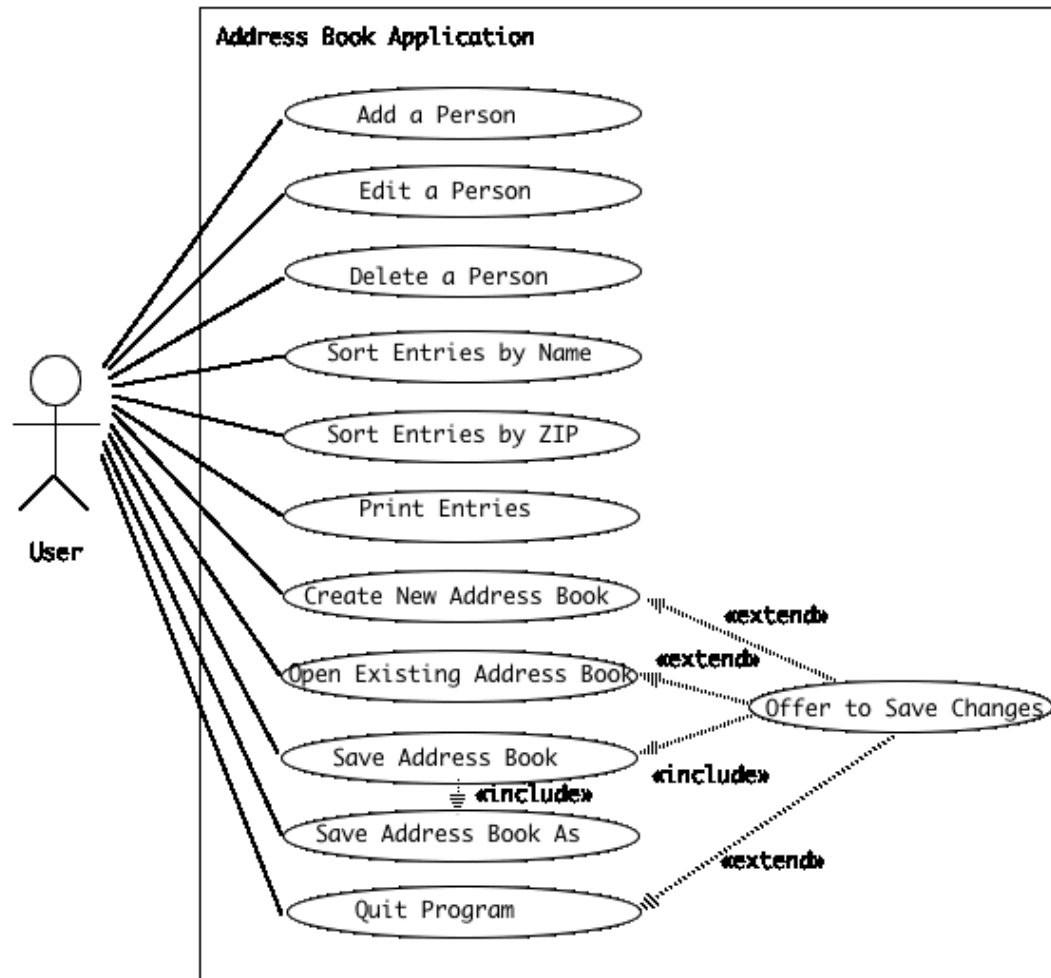 Address Book Application
Add a Person
Edit a Person
Delete a Person
Sort Entries by Name
Sort Entries by ZIP
Print Entries
User
Create New Address Book
«extend»
Open Existing Address Book
«extend»
Offer to Save Changes
Save Address Book
«include»
«include»
Save Address Book As
«extend»
Quit Program